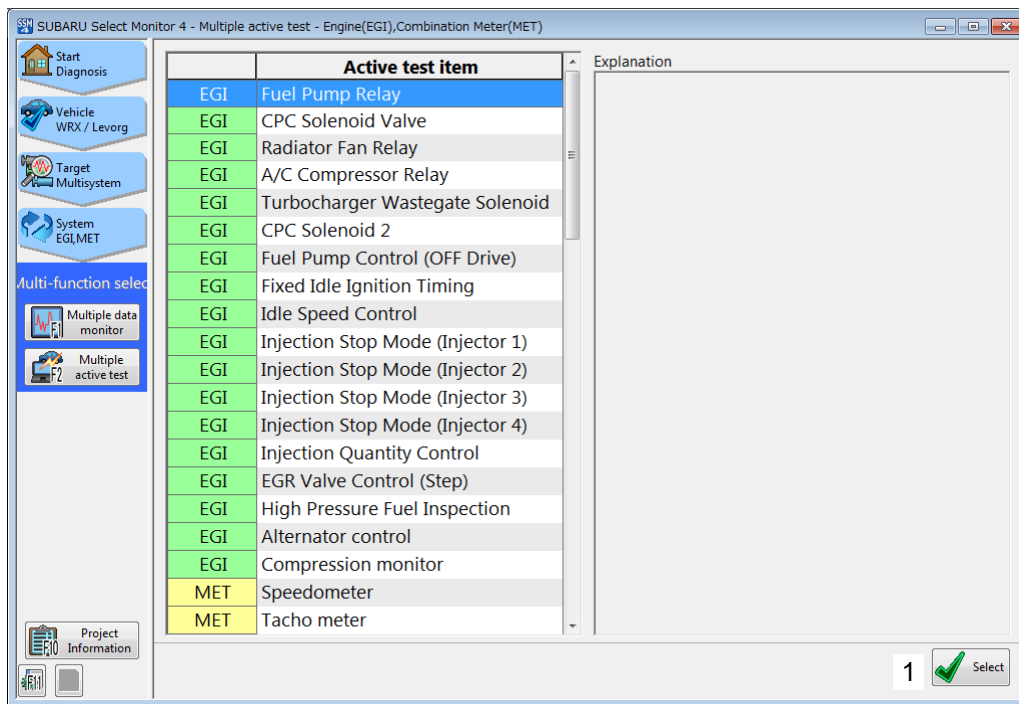 SSM 4 SUBARU Select Monitor 4 - Multiple active test - Engine(EGI),Combination Meter(MET)
Start
Diagnosis
Vehicle
WRX / Levorg
Target
Multisystem
System
EGI,MET
Multi-function selec
Multiple data
monitor
F1
Multiple
active test
F2
Project
Information
F10
F11
Active test item
EGI Fuel Pump Relay
EGI CPC Solenoid Valve
EGI Radiator Fan Relay
EGI A/C Compressor Relay
EGI Turbocharger Wastegate Solenoid
EGI CPC Solenoid 2
EGI Fuel Pump Control (OFF Drive)
EGI Fixed Idle Ignition Timing
EGI Idle Speed Control
EGI Injection Stop Mode (Injector 1)
EGI Injection Stop Mode (Injector 2)
EGI Injection Stop Mode (Injector 3)
EGI Injection Stop Mode (Injector 4)
EGI Injection Quantity Control
EGI EGR Valve Control (Step)
EGI High Pressure Fuel Inspection
EGI Alternator control
EGI Compression monitor
MET Speedometer
MET Tacho meter
Explanation
1 Select